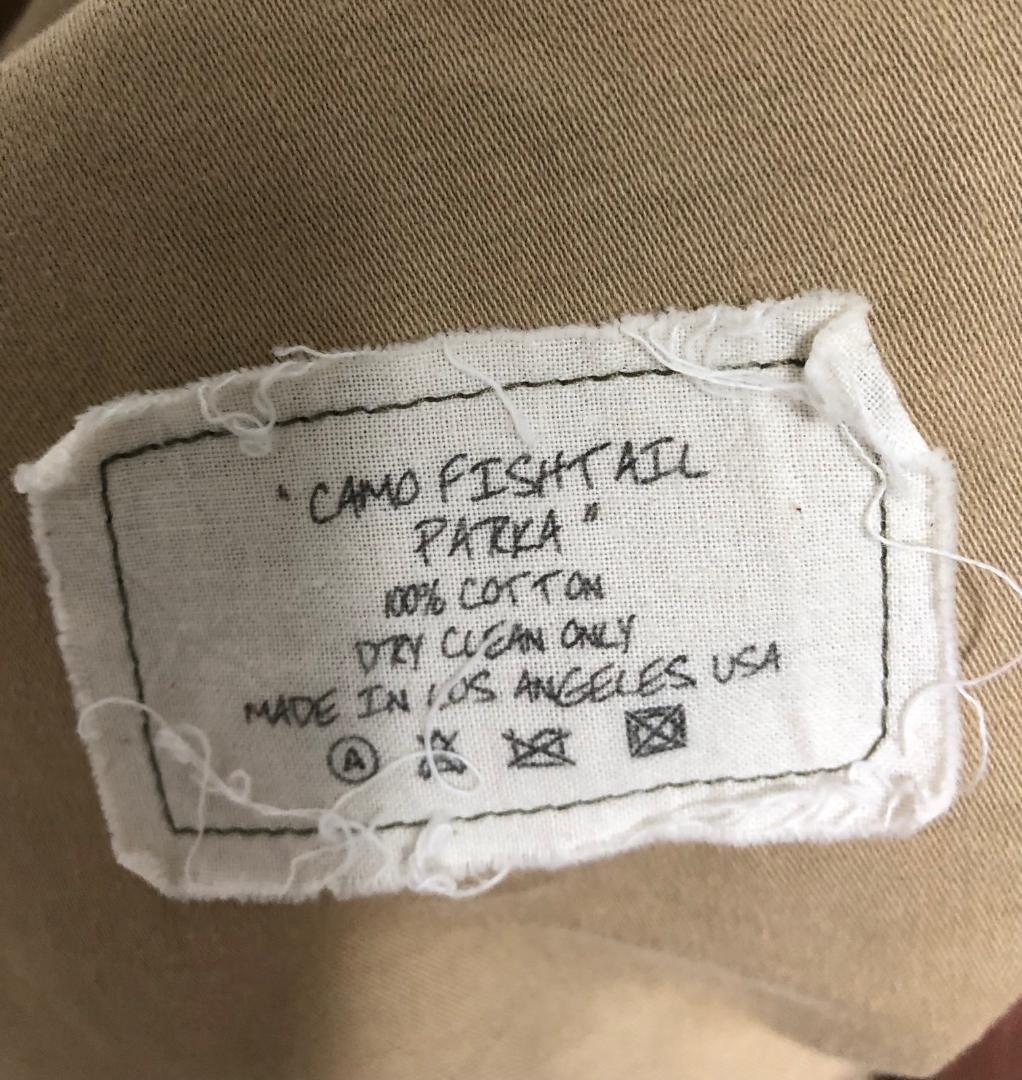 "CAMO FISHTAIL
PARKA"
100% COTTON
DRY CLEAN ONLY
MADE IN LOS ANGELES USA
A